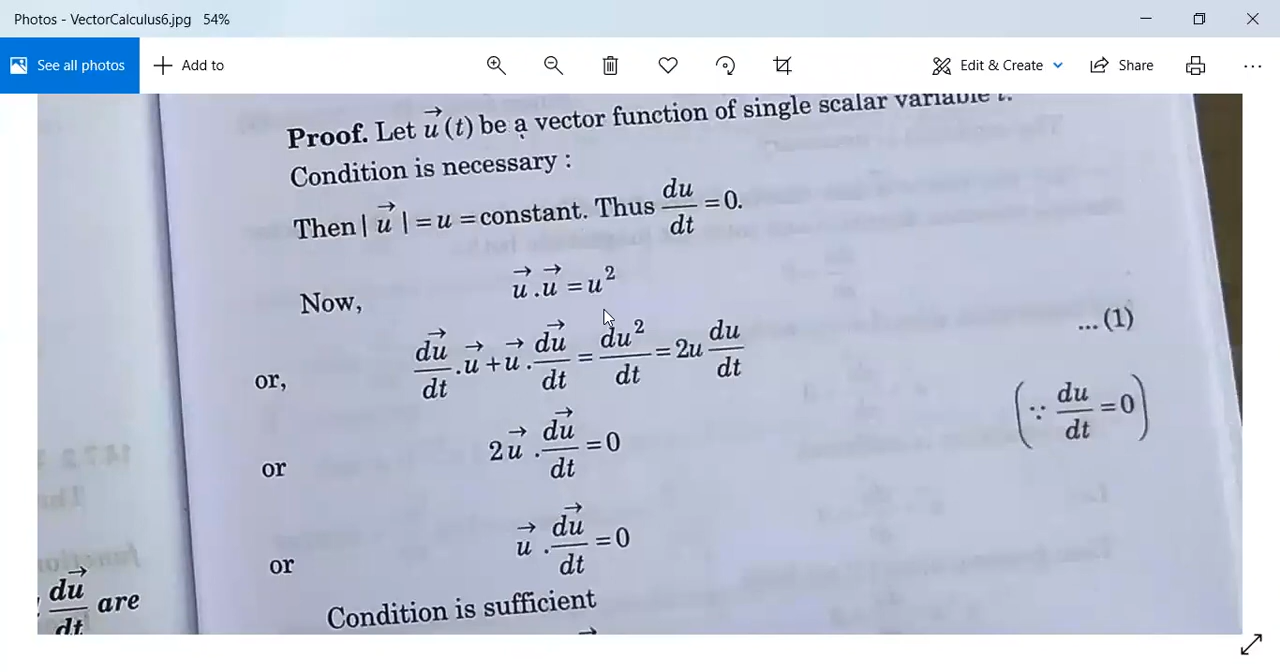 Photos - VectorCalculus6.jpg 54%
See all photos
Add to
Edit & Create
Share
Proof. Let u⃗ (t) be a vector function of single scalar variable t.
Condition is necessary :
Then | u⃗ | = u = constant. Thus du/dt = 0.
Now, u⃗ . u⃗ = u²
or, du⃗/dt . u⃗ + u⃗ . du⃗/dt = du²/dt = 2u du/dt ... (1)
or 2u⃗ . du⃗/dt = 0 (∵ du/dt = 0)
or u⃗ . du⃗/dt = 0
Condition is sufficient
du⃗/dt are